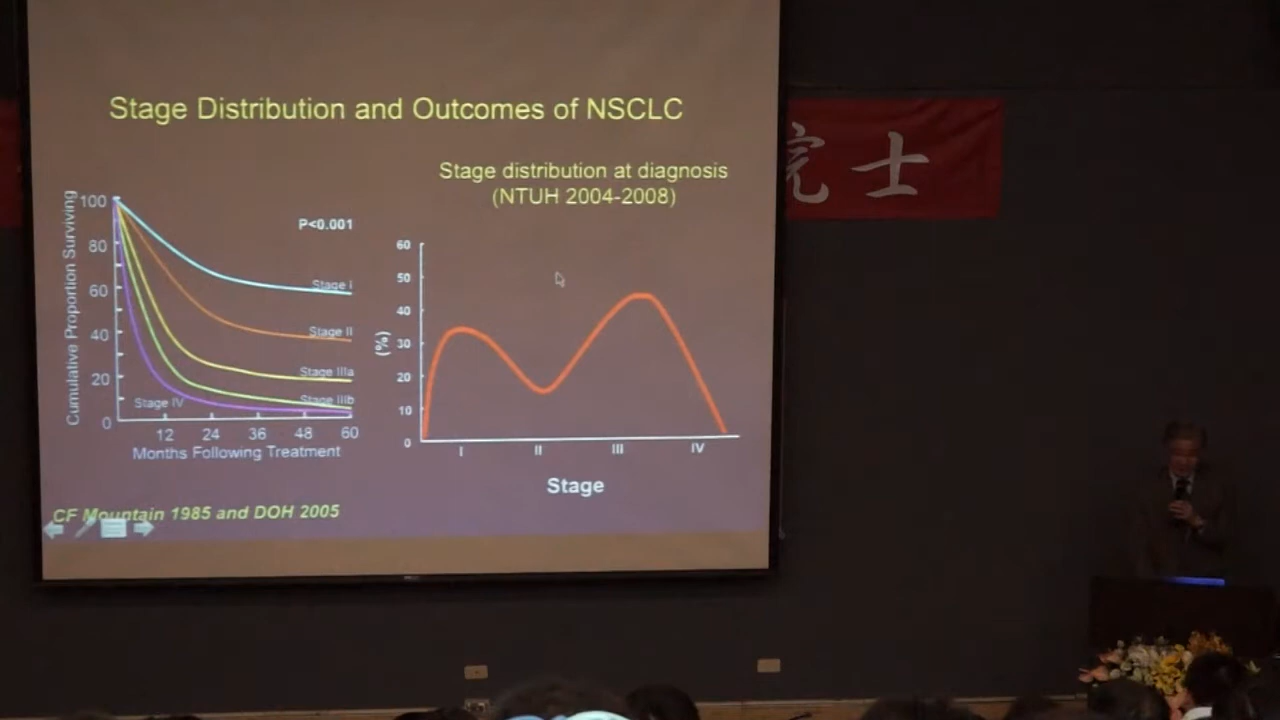 Stage Distribution and Outcomes of NSCLC
院士
Stage distribution at diagnosis
(NTUH 2004-2008)
Cumulative Proportion Surviving
100
80
60
40
20
0
P<0.001
Stage I
Stage II
Stage IIIa
Stage IIIb
Stage IV
12 24 36 48 60
Months Following Treatment
(%)
60
50
40
30
20
10
0
I II III IV
Stage
CF Mountain 1985 and DOH 2005